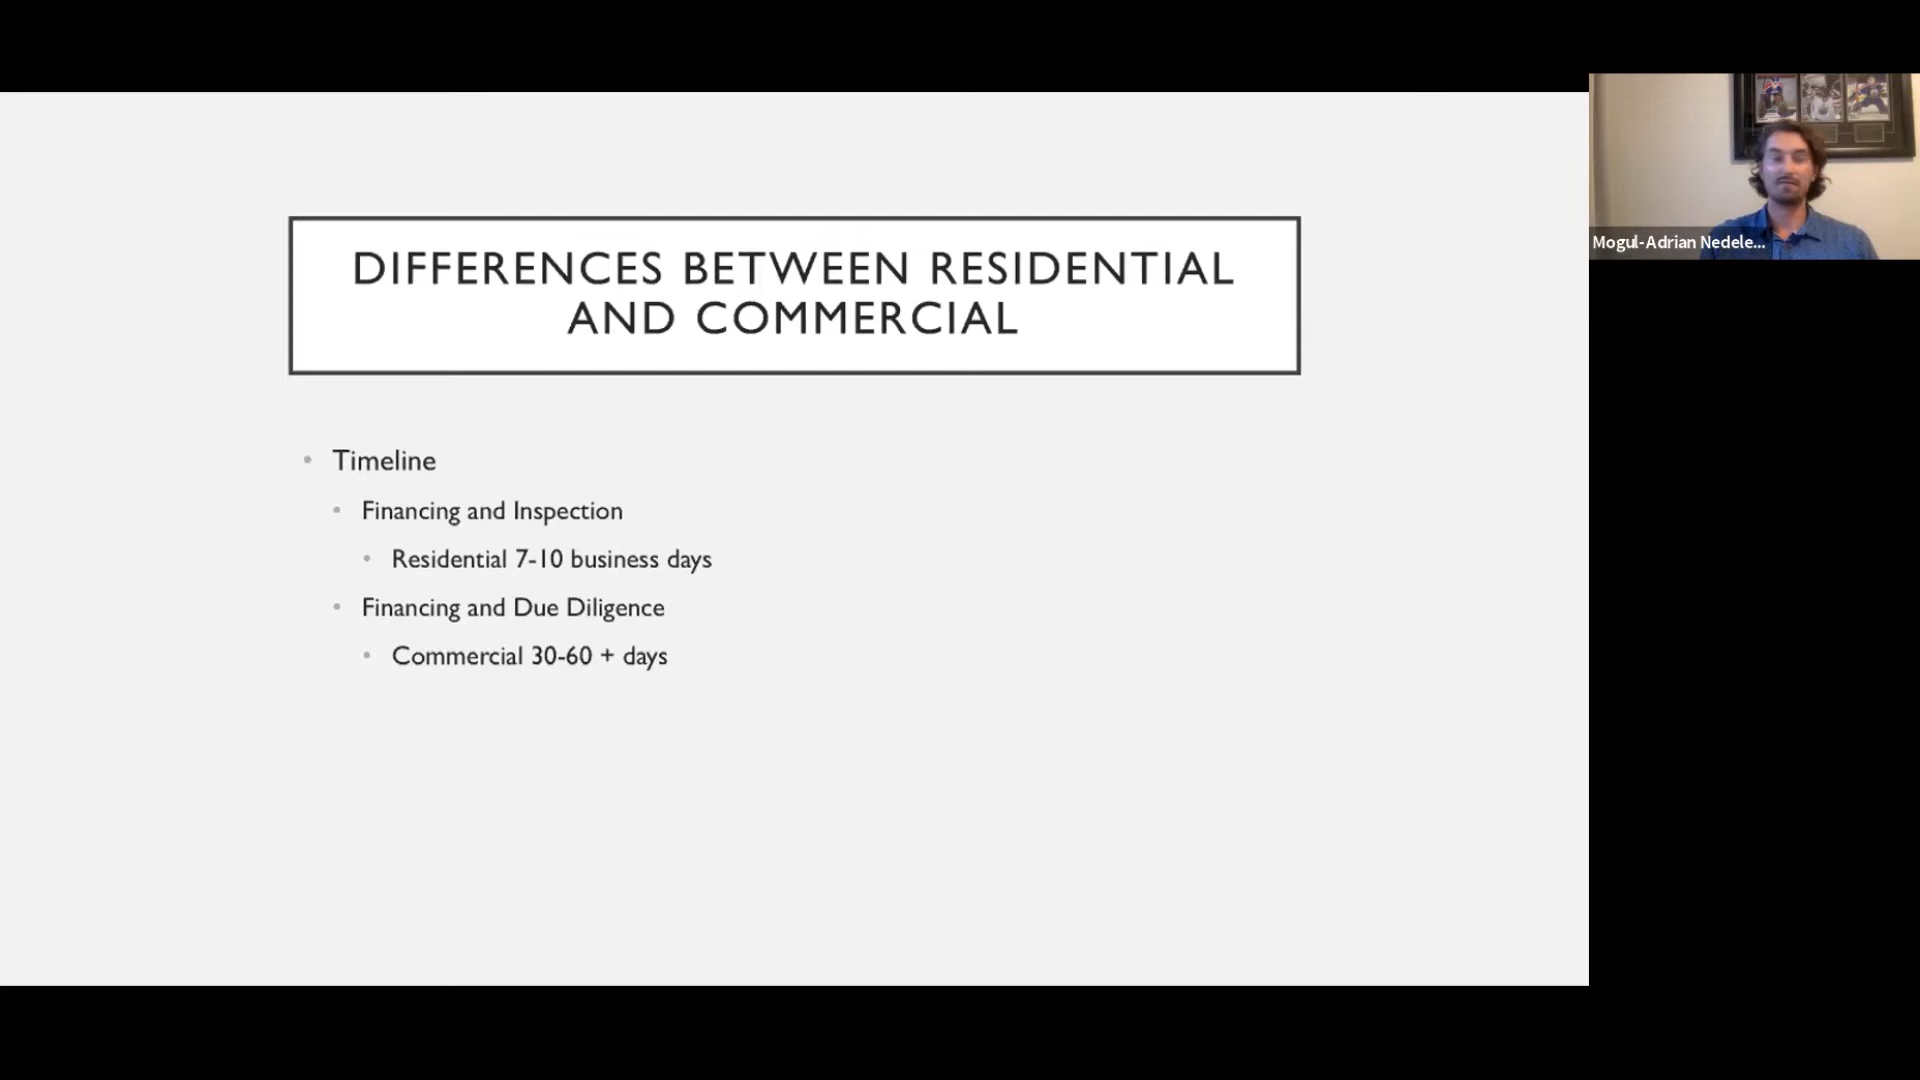 DIFFERENCES BETWEEN RESIDENTIAL
AND COMMERCIAL
• Timeline
• Financing and Inspection
• Residential 7-10 business days
• Financing and Due Diligence
• Commercial 30-60 + days
Mogul-Adrian Nedele...